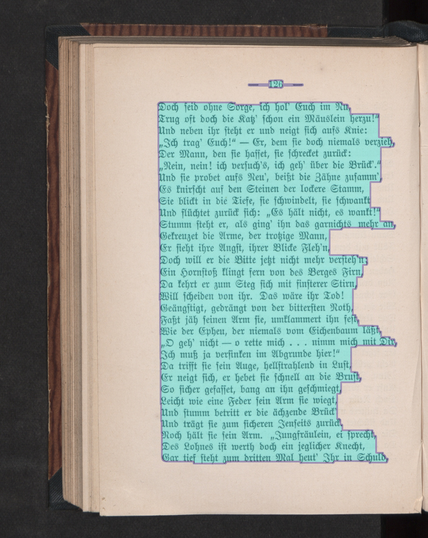 Doch seid ohne Sorge, ich hol' Euch im Nu,
Trug oft doch die Katz' schon ein Mäuslein herzu!"
Und neben ihr steht er und neigt sich aufs Knie:
„Ich trag' Euch!" — Er, dem sie doch niemals verzieh,
Der Mann, den sie hasset, sie schrecket zurück:
„Nein, nein! ich versuch's, ich geh' über die Brück'."
Und sie probet aufs Neu', beißt die Zähne zusamm',
Es knirscht auf den Steinen der lockere Stamm,
Sie blickt in die Tiefe, sie schwindelt, sie schwankt
Und flüchtet zurück sich: „Es hält nicht, es wankt!"
Stumm steht er, als ging' ihn das garnichts mehr an,
Gekreuzet die Arme, der trotzige Mann,
Er sieht ihre Angst, ihrer Blicke Fleh'n,
Doch will er die Bitte jetzt nicht mehr versteh'n;
Ein Hornstoß klingt fern von des Berges Firn,
Da kehrt er zum Steg sich mit finsterer Stirn,
Will scheiden von ihr. Das wäre ihr Tod!
Geängstigt, gedrängt von der bittersten Noth,
Faßt jäh seinen Arm sie, umklammert ihn fest,
Wie der Epheu, der niemals vom Eichenbaum läßt,
„O geh' nicht — o rette mich . . . nimm mich mit Dir,
Ich muß ja versinken im Abgrunde hier!"
Da trifft sie sein Auge, hellstrahlend in Lust,
Er neigt sich, er hebet sie schnell an die Brust,
So sicher gefasset, bang an ihn geschmiegt,
Leicht wie eine Feder sein Arm sie wiegt,
Und stumm betritt er die ächzende Brück'
Und trägt sie zum sicheren Jenseits zurück,
Noch hält sie sein Arm. „Jungfräulein, ei sprecht,
Des Lohnes ist werth doch ein jeglicher Knecht,
Gar tief steht zum dritten Mal heut' Ihr in Schuld,